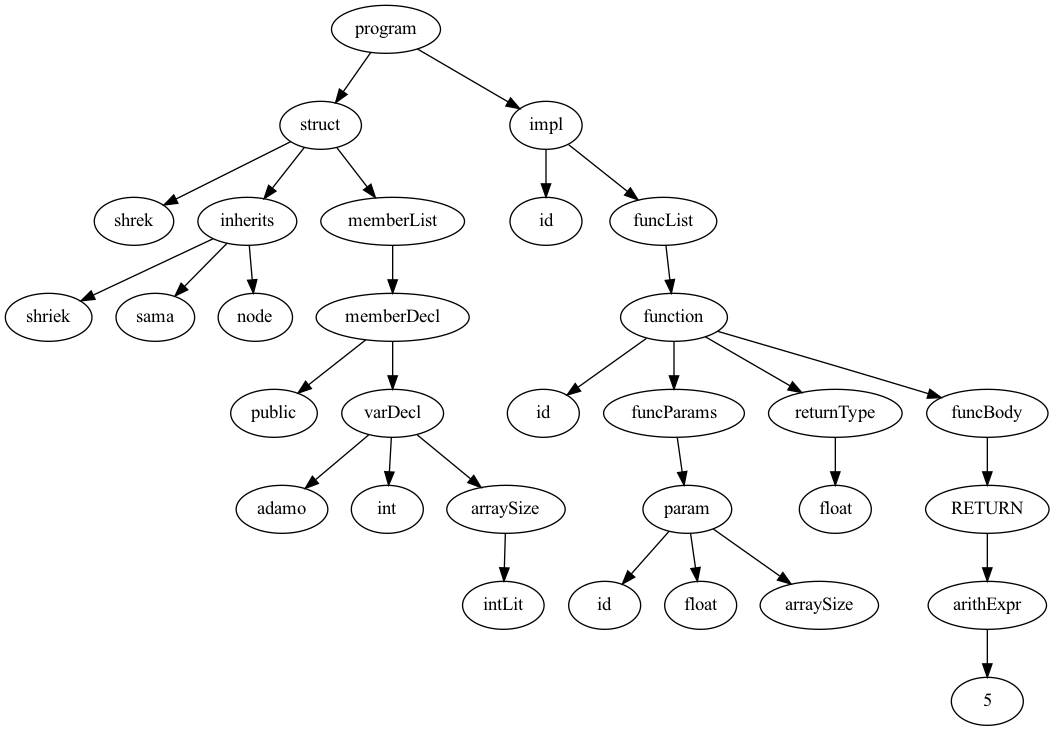 program
struct
impl
shrek
inherits
memberList
id
funcList
shriek
sama
node
memberDecl
function
public
varDecl
id
funcParams
returnType
funcBody
adamo
int
arraySize
param
float
RETURN
intLit
id
float
arraySize
arithExpr
5